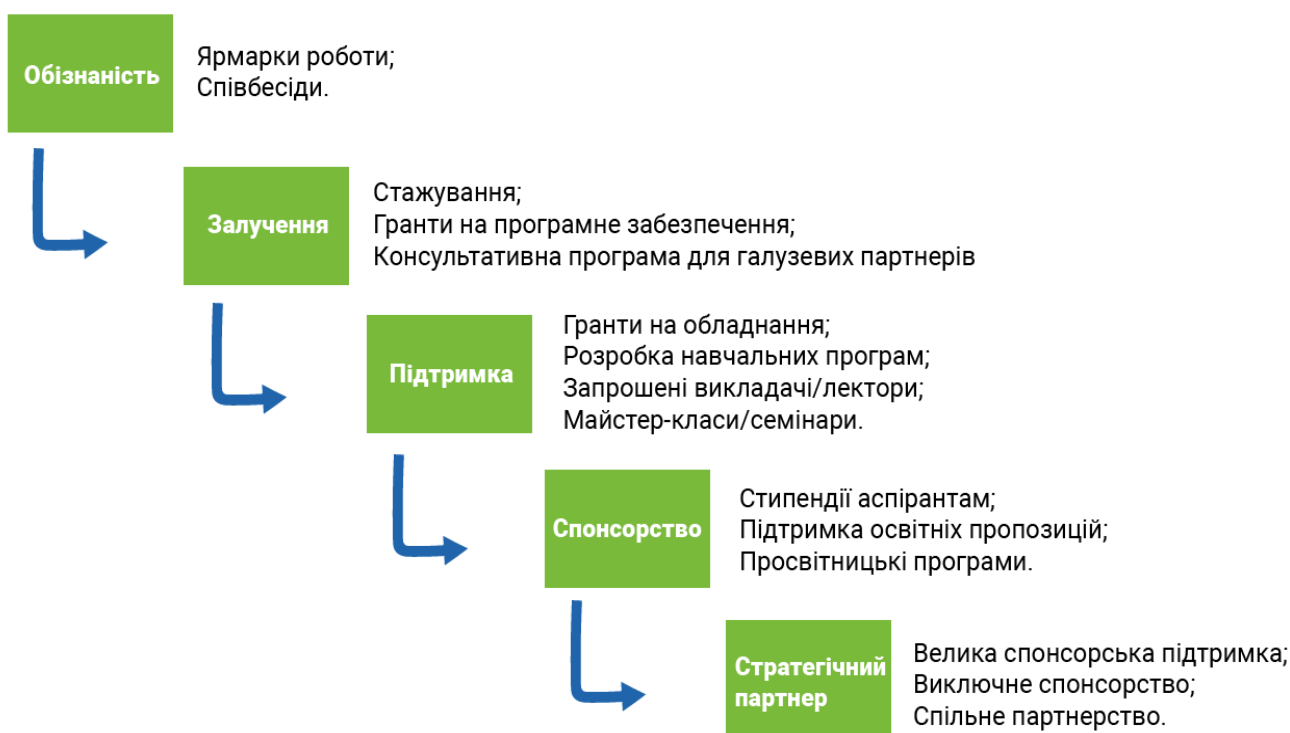 Обізнаність
Ярмарки роботи;
Співбесіди.
Залучення
Стажування;
Гранти на програмне забезпечення;
Консультативна програма для галузевих партнерів
Підтримка
Гранти на обладнання;
Розробка навчальних програм;
Запрошені викладачі/лектори;
Майстер-класи/семінари.
Спонсорство
Стипендії аспірантам;
Підтримка освітніх пропозицій;
Просвітницькі програми.
Стратегічний
партнер
Велика спонсорська підтримка;
Виключне спонсорство;
Спільне партнерство.